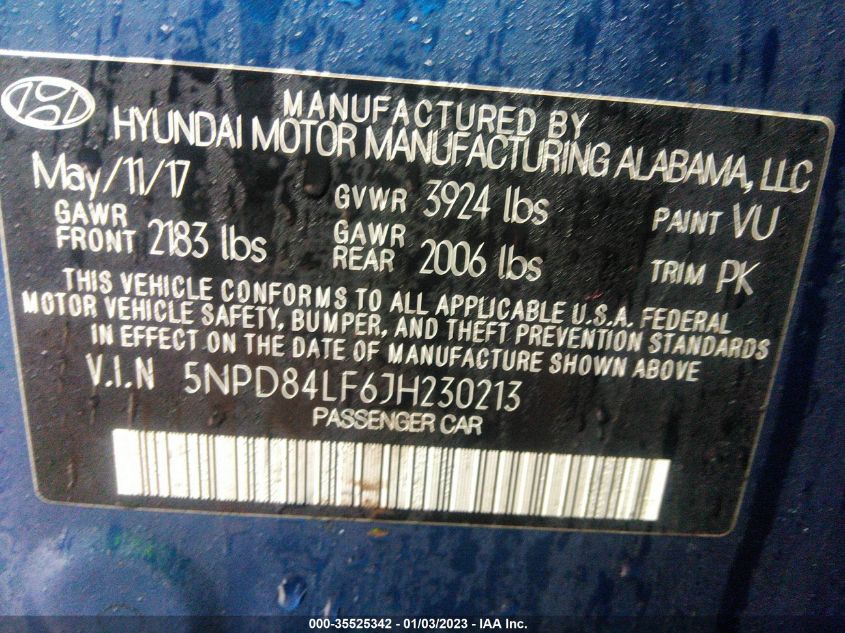 MANUFACTURED BY
HYUNDAI MOTOR MANUFACTURING ALABAMA, LLC
May/11/17 GVWR 3924 lbs PAINT VU
GAWR FRONT 2183 lbs GAWR REAR 2006 lbs TRIM PK
THIS VEHICLE CONFORMS TO ALL APPLICABLE U.S.A. FEDERAL
MOTOR VEHICLE SAFETY, BUMPER, AND THEFT PREVENTION STANDARDS
IN EFFECT ON THE DATE OF MANUFACTURE SHOWN ABOVE
V.I.N 5NPD84LF6JH230213
PASSENGER CAR
000-35525342 - 01/03/2023 - IAA Inc.